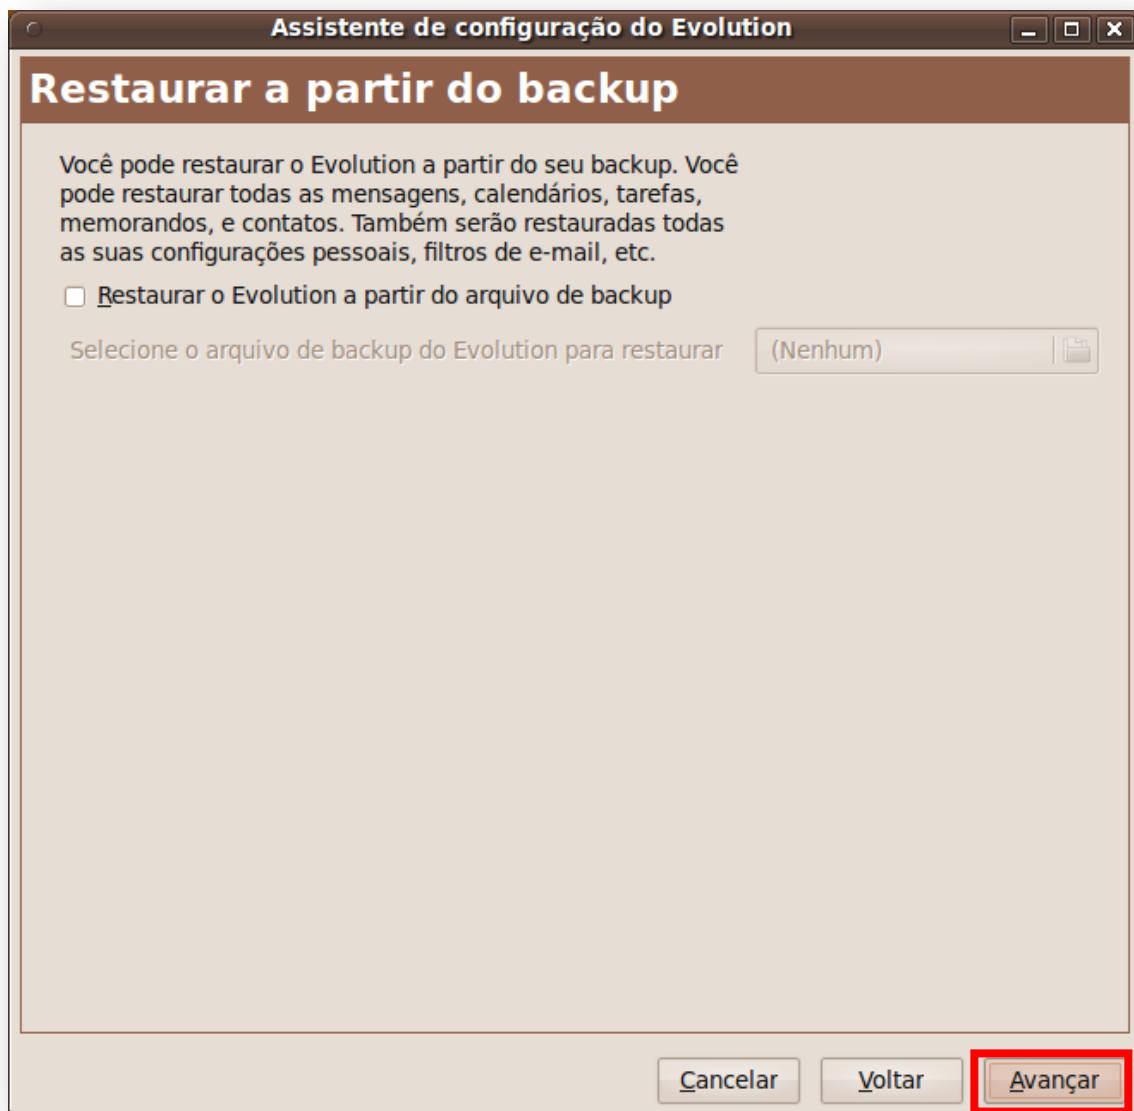 Assistente de configuração do Evolution
Restaurar a partir do backup
Você pode restaurar o Evolution a partir do seu backup. Você
pode restaurar todas as mensagens, calendários, tarefas,
memorandos, e contatos. Também serão restauradas todas
as suas configurações pessoais, filtros de e-mail, etc.
Restaurar o Evolution a partir do arquivo de backup
Selecione o arquivo de backup do Evolution para restaurar (Nenhum)
Cancelar Voltar Avançar